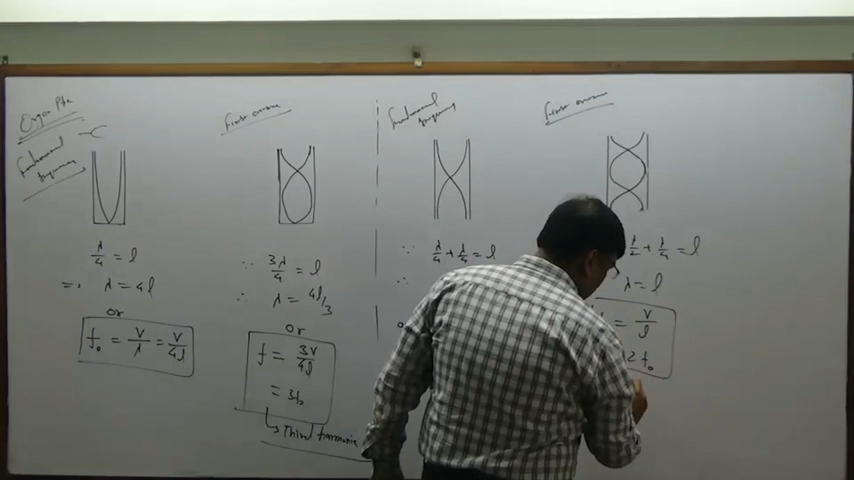 Organ Pipe
Fundamental
frequency
λ/4 = l
=> λ = 4l
or
f₀ = v/λ = v/4l
First overtone
∵ 3λ/4 = l
∴ λ = 4l/3
or
f = 3v/4l
= 3f₀
↳ Third harmonic
Fundamental
frequency
∵ λ/4 + λ/4 = l
∴
First overtone
λ/2 + λ/4 = l
λ = l
= v/l
2f₀